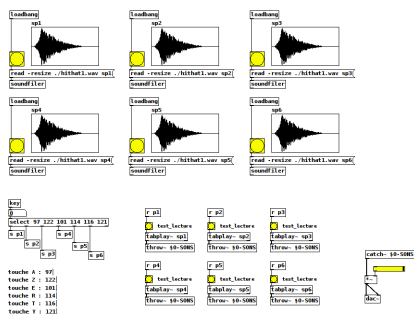 loadbang
loadbang
loadbang
sp1
sp2
sp3
read -resize ./hithat1.wav sp1
read -resize ./hithat1.wav sp2
read -resize ./hithat1.wav sp3
soundfiler
soundfiler
soundfiler
loadbang
loadbang
loadbang
sp4
sp5
sp6
read -resize ./hithat1.wav sp4
read -resize ./hithat1.wav sp5
read -resize ./hithat1.wav sp6
soundfiler
soundfiler
soundfiler
key
0
select 97 122 101 114 116 121
s p1
s p2
s p3
s p4
s p5
s p6
touche A : 97
touche Z : 122
touche E : 101
touche R : 114
touche T : 116
touche Y : 121
r p1
r p2
r p3
test_lecture
test_lecture
test_lecture
tabplay~ sp1
tabplay~ sp2
tabplay~ sp3
throw~ $0-SONS
throw~ $0-SONS
throw~ $0-SONS
r p4
r p5
r p6
test_lecture
test_lecture
test_lecture
tabplay~ sp4
tabplay~ sp5
tabplay~ sp6
throw~ $0-SONS
throw~ $0-SONS
throw~ $0-SONS
catch~ $0-SONS
*~
dac~